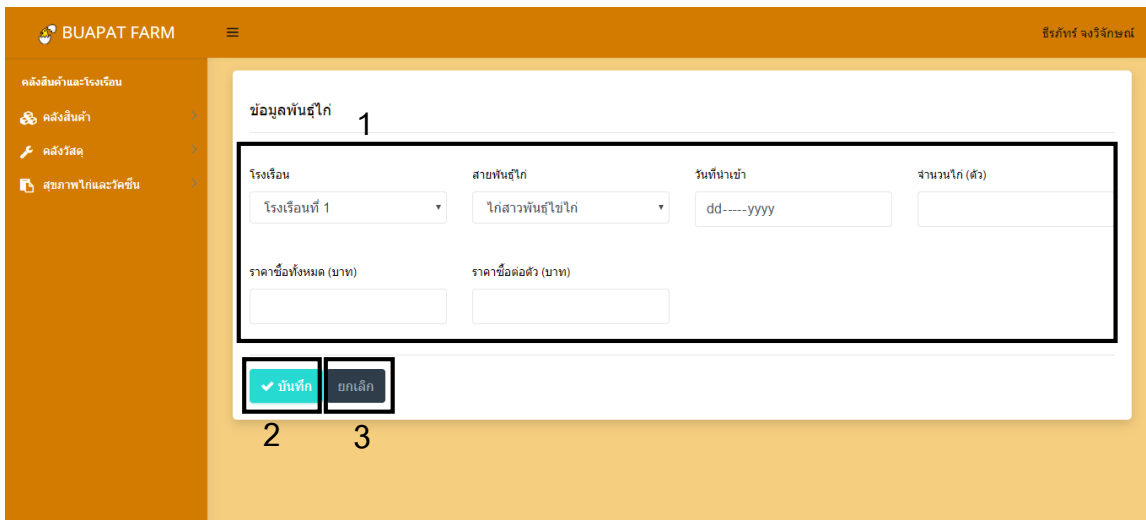 BUAPAT FARM
ธีรภัทร์ จงวิจักษณ์
คลังสินค้าและโรงเรือน
คลังสินค้า
คลังวัสดุ
สุขภาพไก่และวัคซีน
ข้อมูลพันธุ์ไก่
1
โรงเรือน สายพันธุ์ไก่ วันที่นำเข้า จำนวนไก่ (ตัว)
โรงเรือนที่ 1 ไก่สาวพันธุ์ไข่ไก่ dd-----yyyy
ราคาซื้อทั้งหมด (บาท) ราคาซื้อต่อตัว (บาท)
บันทึก ยกเลิก
2 3